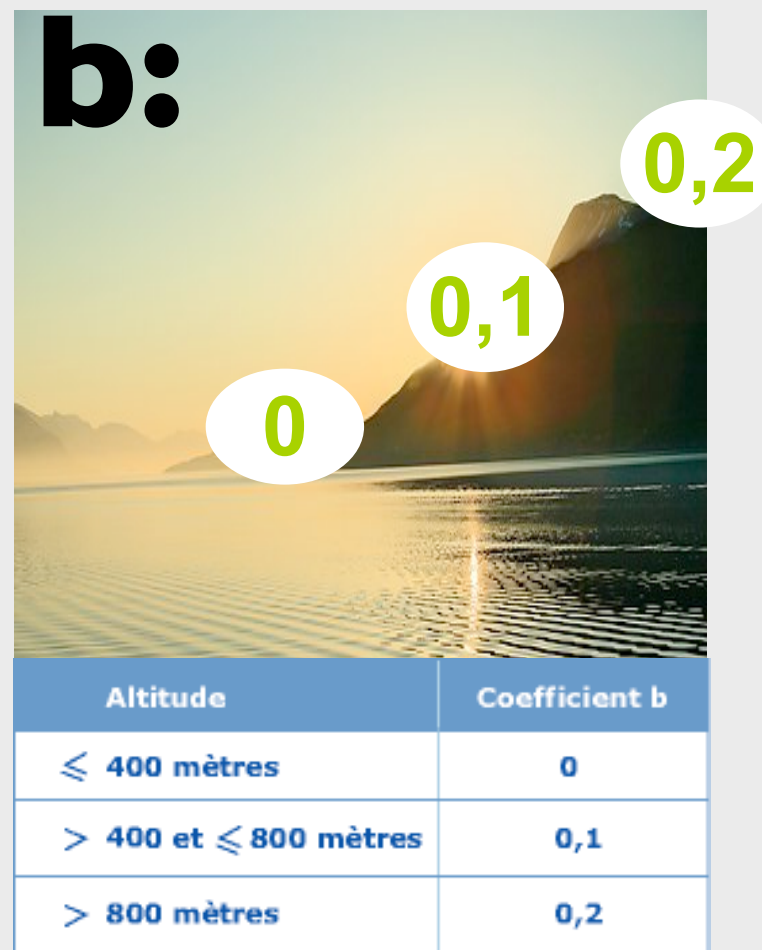 b:
0,2
0,1
0
Altitude Coefficient b
⩽ 400 mètres 0
> 400 et ⩽ 800 mètres 0,1
> 800 mètres 0,2